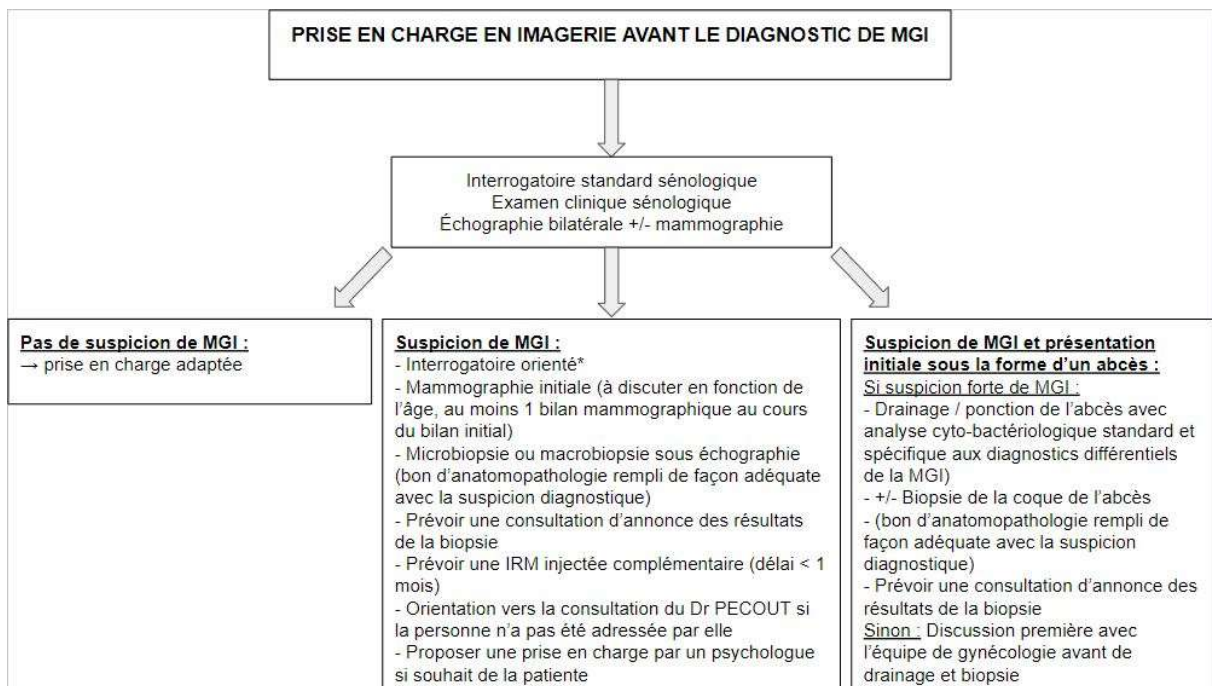 PRISE EN CHARGE EN IMAGERIE AVANT LE DIAGNOSTIC DE MGI
Interrogatoire standard sénologique
Examen clinique sénologique
Échographie bilatérale +/- mammographie
Pas de suspicion de MGI :
→ prise en charge adaptée
Suspicion de MGI :
- Interrogatoire orienté*
- Mammographie initiale (à discuter en fonction de
l’âge, au moins 1 bilan mammographique au cours
du bilan initial)
- Microbiopsie ou macrobiopsie sous échographie
(bon d’anatomopathologie rempli de façon adéquate
avec la suspicion diagnostique)
- Prévoir une consultation d’annonce des résultats
de la biopsie
- Prévoir une IRM injectée complémentaire (délai < 1
mois)
- Orientation vers la consultation du Dr PECOUT si
la personne n’a pas été adressée par elle
- Proposer une prise en charge par un psychologue
si souhait de la patiente
Suspicion de MGI et présentation
initiale sous la forme d’un abcès :
Si suspicion forte de MGI :
- Drainage / ponction de l’abcès avec
analyse cyto-bactériologique standard et
spécifique aux diagnostics différentiels
de la MGI)
- +/- Biopsie de la coque de l’abcès
- (bon d’anatomopathologie rempli de
façon adéquate avec la suspicion
diagnostique)
- Prévoir une consultation d’annonce des
résultats de la biopsie
Sinon : Discussion première avec
l’équipe de gynécologie avant de
drainage et biopsie